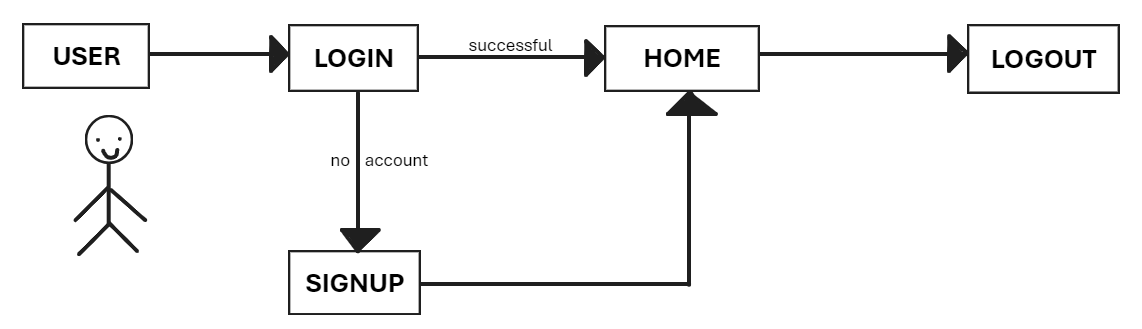 USER
LOGIN
successful
HOME
LOGOUT
no account
SIGNUP